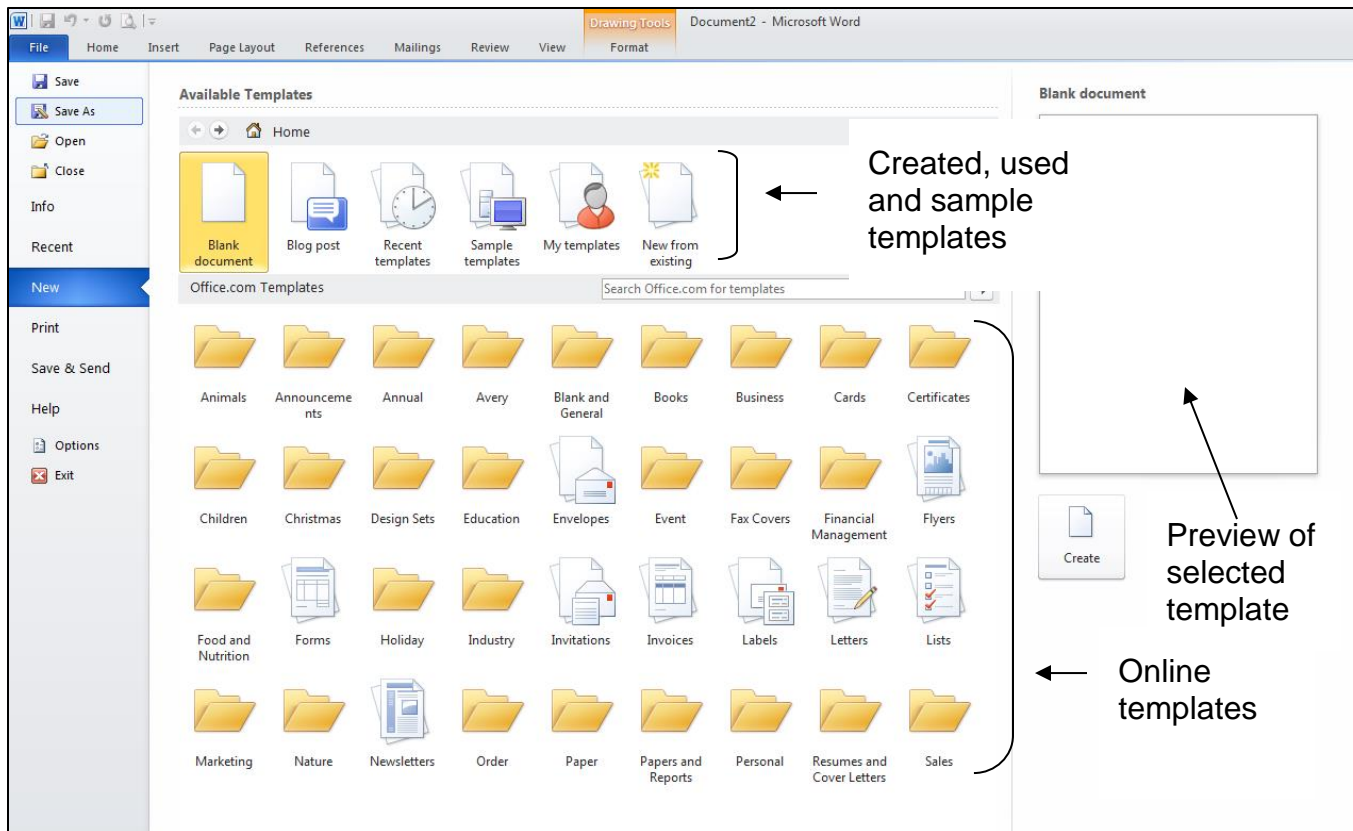 W
Drawing Tools
Document2 - Microsoft Word
File Home Insert Page Layout References Mailings Review View Format
Save
Save As
Open
Close
Info
Recent
New
Print
Save & Send
Help
Options
Exit
Available Templates
Home
Blank document
Blog post
Recent templates
Sample templates
My templates
New from existing
Created, used
and sample
templates
Office.com Templates
Search Office.com for templates
Animals
Announceme
nts
Annual
Avery
Blank and
General
Books
Business
Cards
Certificates
Children
Christmas
Design Sets
Education
Envelopes
Event
Fax Covers
Financial
Management
Flyers
Food and
Nutrition
Forms
Holiday
Industry
Invitations
Invoices
Labels
Letters
Lists
Marketing
Nature
Newsletters
Order
Paper
Papers and
Reports
Personal
Resumes and
Cover Letters
Sales
Blank document
Create
Preview of
selected
template
Online
templates